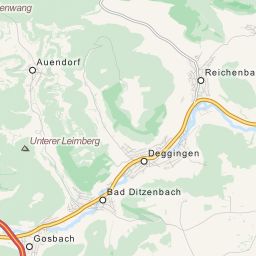 enwang
Auendorf
Reichenba
Unterer Leimberg
Deggingen
Bad Ditzenbach
Gosbach